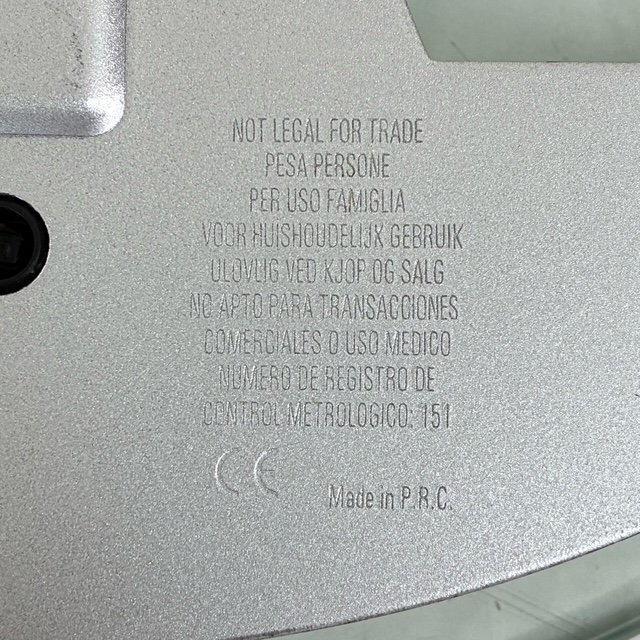 NOT LEGAL FOR TRADE
PESA PERSONE
PER USO FAMIGLIA
VOOR HUISHOUDELIJK GEBRUIK
ULOVLIG VED KJOP OG SALG
NO APTO PARA TRANSACCIONES
COMERCIALES O USO MEDICO
NUMERO DE REGISTRO DE
CONTROL METROLOGICO: 151
CE
Made in P.R.C.